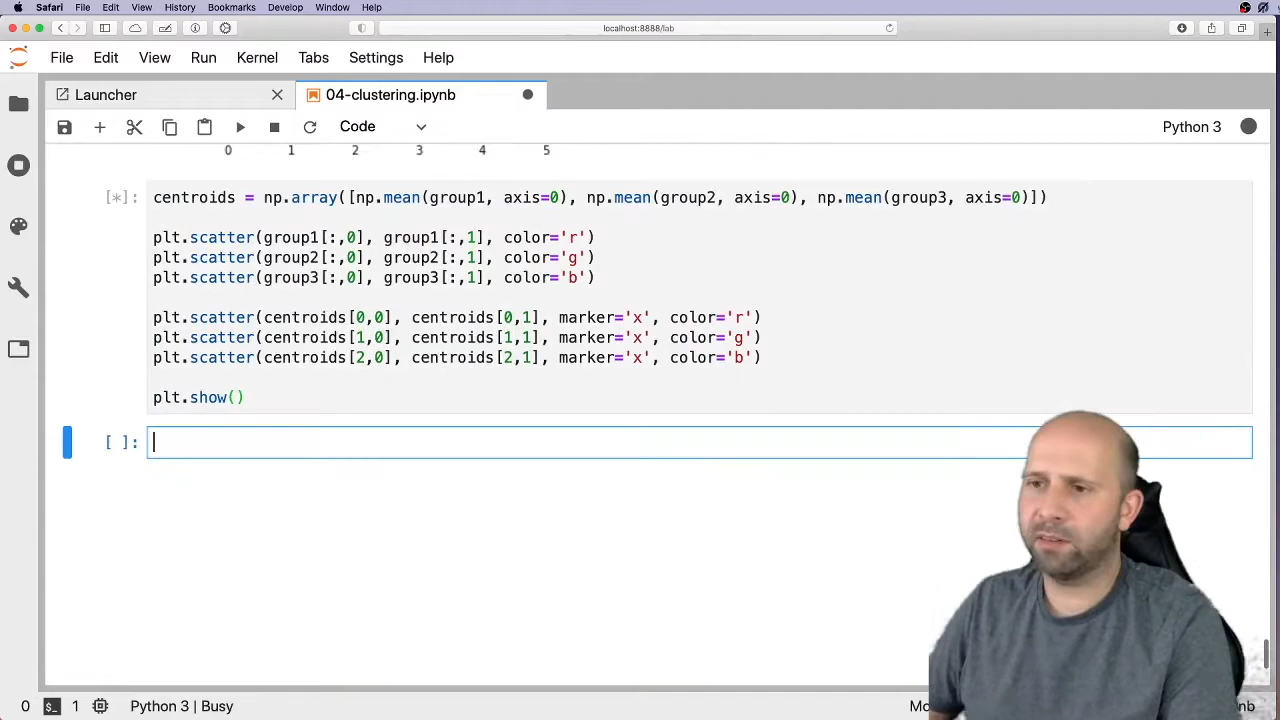 Safari File Edit View History Bookmarks Develop Window Help
localhost:8888/lab
File Edit View Run Kernel Tabs Settings Help
Launcher 04-clustering.ipynb
Code Python 3
0 1 2 3 4 5
[*]: centroids = np.array([np.mean(group1, axis=0), np.mean(group2, axis=0), np.mean(group3, axis=0)])
plt.scatter(group1[:,0], group1[:,1], color='r')
plt.scatter(group2[:,0], group2[:,1], color='g')
plt.scatter(group3[:,0], group3[:,1], color='b')
plt.scatter(centroids[0,0], centroids[0,1], marker='x', color='r')
plt.scatter(centroids[1,0], centroids[1,1], marker='x', color='g')
plt.scatter(centroids[2,0], centroids[2,1], marker='x', color='b')
plt.show()
[ ]:
0 $_ 1 Python 3 | Busy